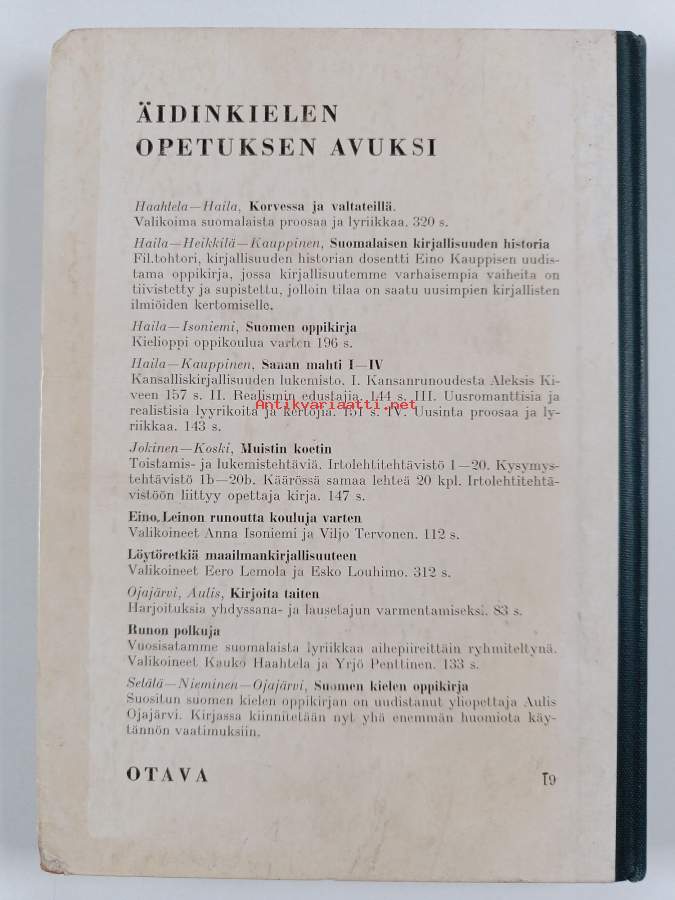 ÄIDINKIELEN
OPETUKSEN AVUKSI
Haahtela—Haila, Korvessa ja valtateillä.
Valikoima suomalaista proosaa ja lyriikkaa. 320 s.
Haila—Heikkilä—Kauppinen, Suomalaisen kirjallisuuden historia
Fil.tohtori, kirjallisuuden historian dosentti Eino Kauppisen uudis-
tama oppikirja, jossa kirjallisuutemme varhaisempia vaiheita on
tiivistetty ja supistettu, jolloin tilaa on saatu uusimpien kirjallisten
ilmiöiden kertomiselle.
Haila—Isoniemi, Suomen oppikirja
Kielioppi oppikoulua varten 196 s.
Haila—Kauppinen, Sanan mahti I—IV
Kansalliskirjallisuuden lukemisto. I. Kansanrunoudesta Aleksis Ki-
veen 157 s. II. Realismin edustajia. 144 s. III. Uusromanttisia ja
Antikvariaatti.net
realistisia lyyrikoita ja kertojia. 151 s. IV. Uusinta proosaa ja ly-
riikkaa. 143 s.
Jokinen—Koski, Muistin koetin
Toistamis- ja lukemistehtäviä. Irtolehtitehtävistö 1—20. Kysymys-
tehtävistö 1b—20b. Käärössä samaa lehteä 20 kpl. Irtolehtitehtä-
vistöön liittyy opettaja kirja. 147 s.
Eino Leinon runoutta kouluja varten
Valikoineet Anna Isoniemi ja Viljo Tervonen. 112 s.
Löytöretkiä maailmankirjallisuuteen
Valikoineet Eero Lemola ja Esko Louhimo. 312 s.
Ojajärvi, Aulis, Kirjoita taiten
Harjoituksia yhdyssana- ja lausetajun varmentamiseksi. 83 s.
Runon polkuja
Vuosisatamme suomalaista lyriikkaa aihepiireittäin ryhmiteltynä.
Valikoineet Kauko Haahtela ja Yrjö Penttinen. 133 s.
Setälä—Nieminen—Ojajärvi, Suomen kielen oppikirja
Suositun suomen kielen oppikirjan on uudistanut yliopettaja Aulis
Ojajärvi. Kirjassa kiinnitetään nyt yhä enemmän huomiota käy-
tännön vaatimuksiin.
OTAVA 19